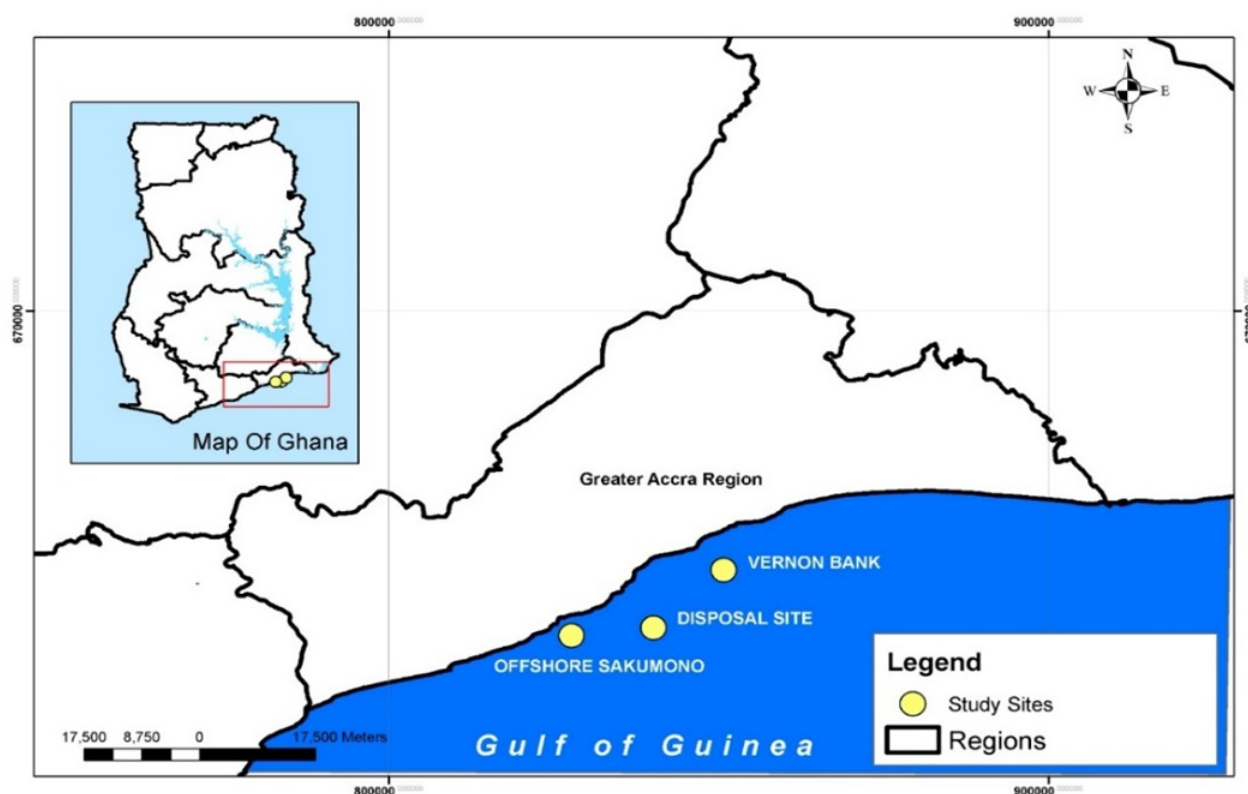 800000
900000
N
W E
S
670000
Map Of Ghana
Greater Accra Region
VERNON BANK
DISPOSAL SITE
OFFSHORE SAKUMONO
Legend
Study Sites
Regions
17,500 8,750 0 17,500 Meters
Gulf of Guinea
800000
900000